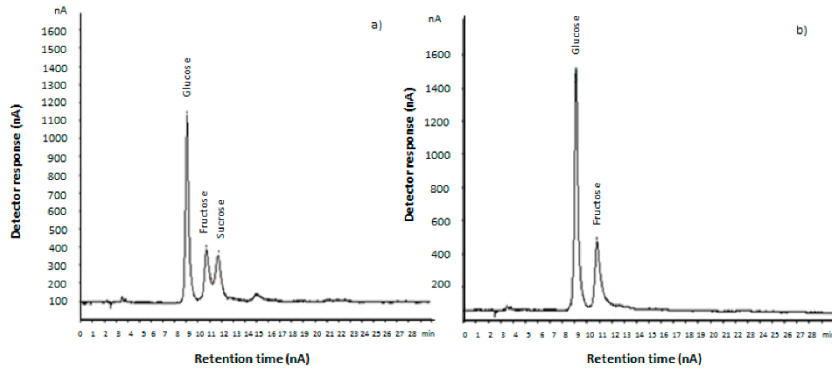 nA
1600
1500
1400
1300
1200
1100
1000
900
800
700
600
500
400
300
200
100
Detector response (nA)
Glucose
Fructose
Sucrose
a)
0 1 2 3 4 5 6 7 8 9 10 11 12 13 14 15 16 17 18 19 20 21 22 23 24 25 26 27 28 min
Retention time (nA)
nA
1600
1400
1200
1000
800
600
400
200
Detector response (nA)
Glucose
Fructose
b)
0 1 2 3 4 5 6 7 8 9 10 11 12 13 14 15 16 17 18 19 20 21 22 23 24 25 26 27 28 min
Retention time (nA)